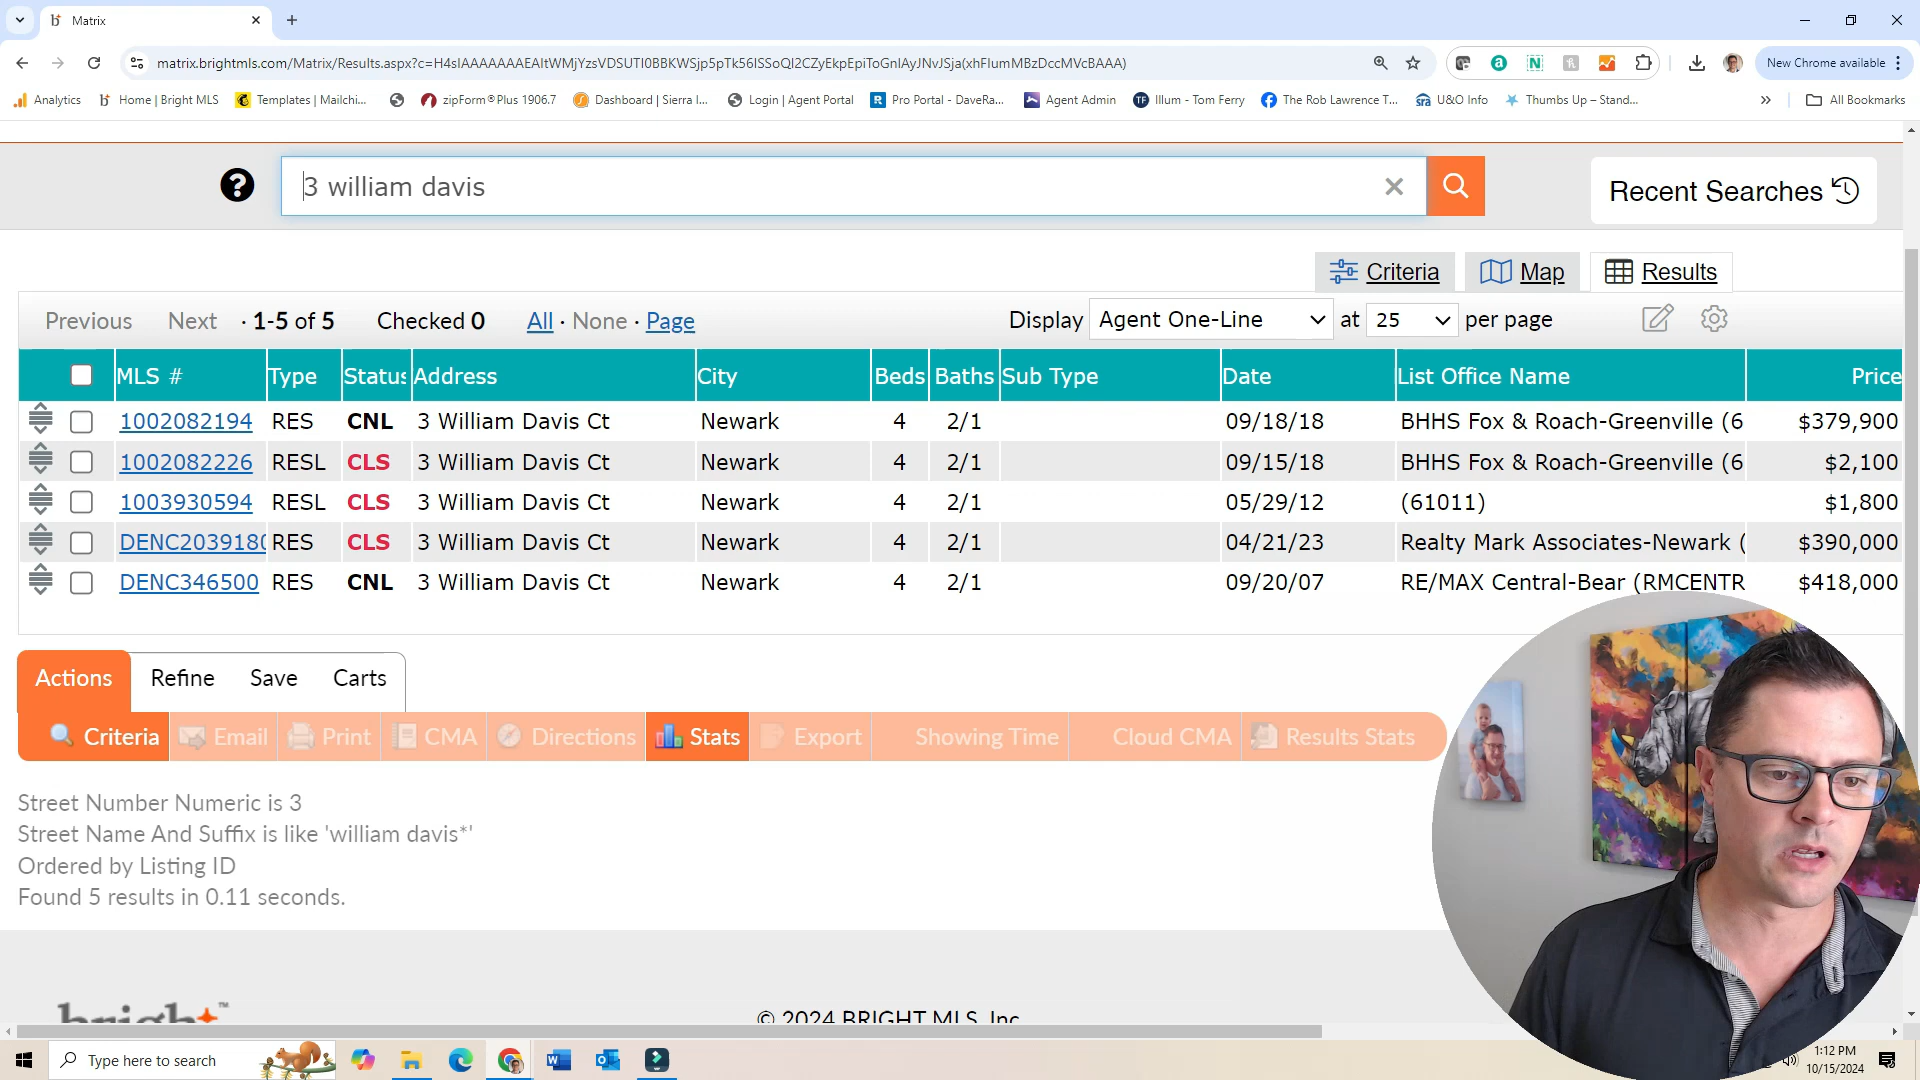 Matrix
matrix.brightmls.com/Matrix/Results.aspx?c=H4sIAAAAAAAEAItWMjYzsVDSUTI0BBKWSjp5pTk56ISSoQI2CZyEkpEpiToGnIAyJNvJSJa(xhFIumMBzDccMVcBAAA)
New Chrome available
Analytics
Home | Bright MLS
Templates | Mailchi...
zipForm®Plus 1906.7
Dashboard | Sierra I...
Login | Agent Portal
Pro Portal - DaveRa...
Agent Admin
Illum - Tom Ferry
The Rob Lawrence T...
U&O Info
Thumbs Up – Stand...
All Bookmarks
3 william davis
Recent Searches
Criteria
Map
Results
Previous Next · 1-5 of 5 Checked 0 All · None · Page
Display Agent One-Line at 25 per page
MLS # Type Status Address City Beds Baths Sub Type Date List Office Name Price
1002082194 RES CNL 3 William Davis Ct Newark 4 2/1 09/18/18 BHHS Fox & Roach-Greenville (6 $379,900
1002082226 RESL CLS 3 William Davis Ct Newark 4 2/1 09/15/18 BHHS Fox & Roach-Greenville (6 $2,100
1003930594 RESL CLS 3 William Davis Ct Newark 4 2/1 05/29/12 (61011) $1,800
DENC2039180 RES CLS 3 William Davis Ct Newark 4 2/1 04/21/23 Realty Mark Associates-Newark ( $390,000
DENC346500 RES CNL 3 William Davis Ct Newark 4 2/1 09/20/07 RE/MAX Central-Bear (RMCENTR $418,000
Actions Refine Save Carts
Criteria Email Print CMA Directions Stats Export Showing Time Cloud CMA Results Stats
Street Number Numeric is 3
Street Name And Suffix is like 'william davis*'
Ordered by Listing ID
Found 5 results in 0.11 seconds.
bright™
© 2024 BRIGHT MLS, Inc
Type here to search
1:12 PM
10/15/2024